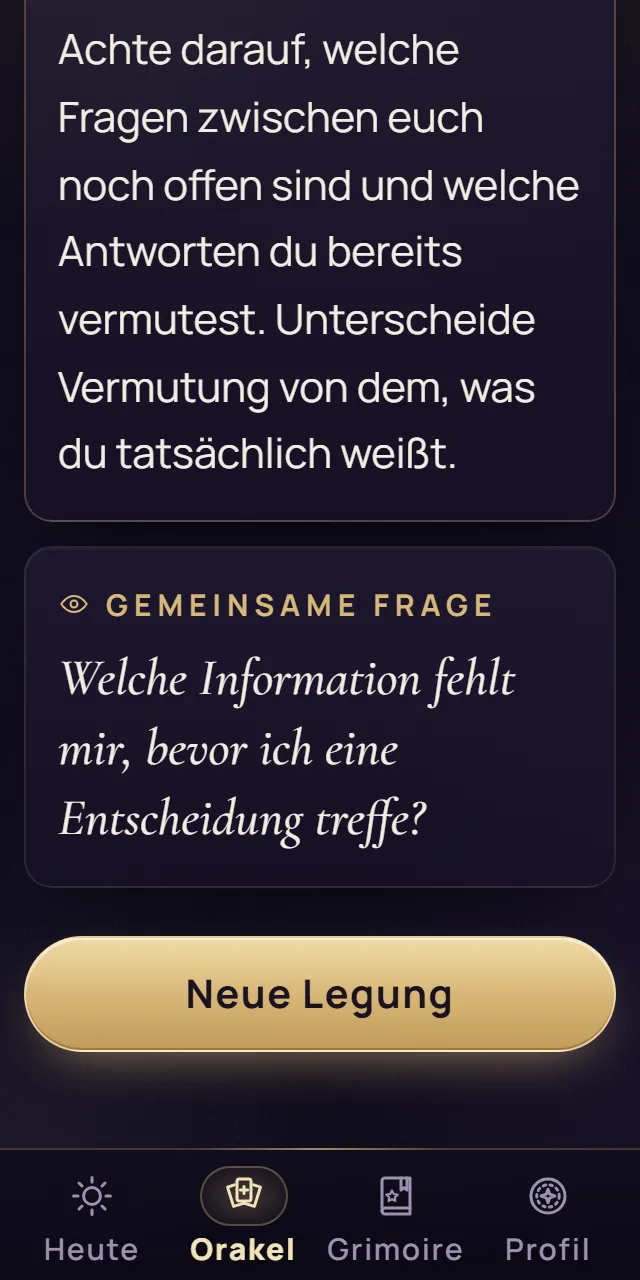 Achte darauf, welche
Fragen zwischen euch
noch offen sind und welche
Antworten du bereits
vermutest. Unterscheide
Vermutung von dem, was
du tatsächlich weißt.
GEMEINSAME FRAGE
Welche Information fehlt
mir, bevor ich eine
Entscheidung treffe?
Neue Legung
Heute Orakel Grimoire Profil